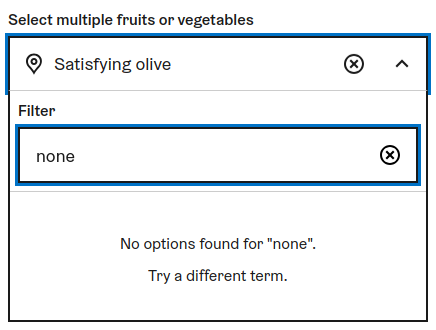 Select multiple fruits or vegetables
Satisfying olive
Filter
none
No options found for "none".
Try a different term.